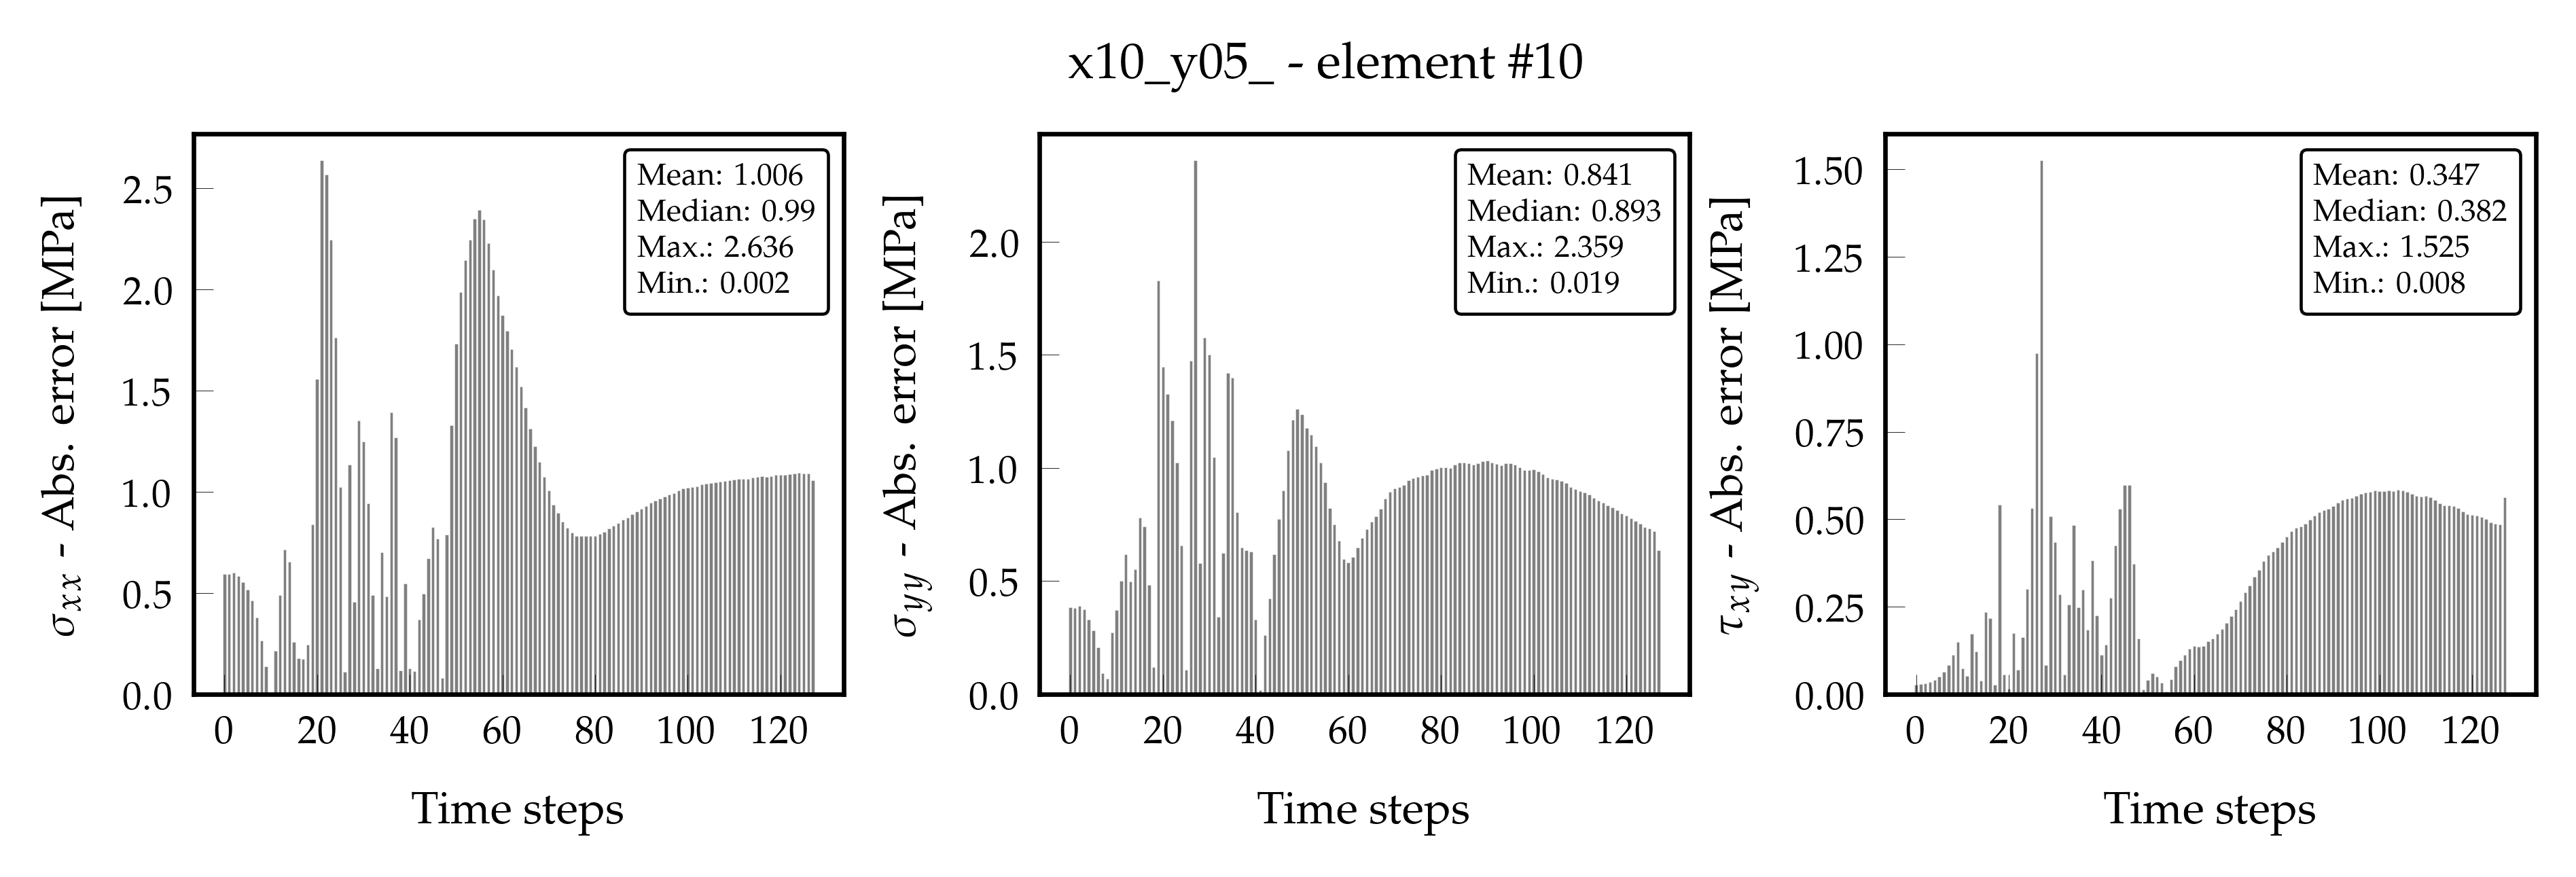 x10_y05_ - element #10
σxx - Abs. error [MPa]
2.5
2.0
1.5
1.0
0.5
0.0
Mean: 1.006
Median: 0.99
Max.: 2.636
Min.: 0.002
0 20 40 60 80 100 120
Time steps
σyy - Abs. error [MPa]
2.0
1.5
1.0
0.5
0.0
Mean: 0.841
Median: 0.893
Max.: 2.359
Min.: 0.019
0 20 40 60 80 100 120
Time steps
τxy - Abs. error [MPa]
1.50
1.25
1.00
0.75
0.50
0.25
0.00
Mean: 0.347
Median: 0.382
Max.: 1.525
Min.: 0.008
0 20 40 60 80 100 120
Time steps